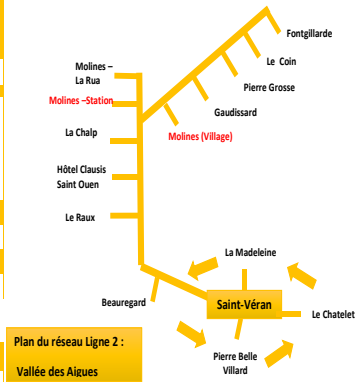 Fontgillarde
Le Coin
Molines –
La Rua
Pierre Grosse
Molines –Station
Gaudissard
La Chalp
Molines (Village)
Hôtel Clausis
Saint Ouen
Le Raux
La Madeleine
Beauregard
Saint-Véran
Le Chatelet
Plan du réseau Ligne 2 :
Vallée des Aigues
Pierre Belle
Villard